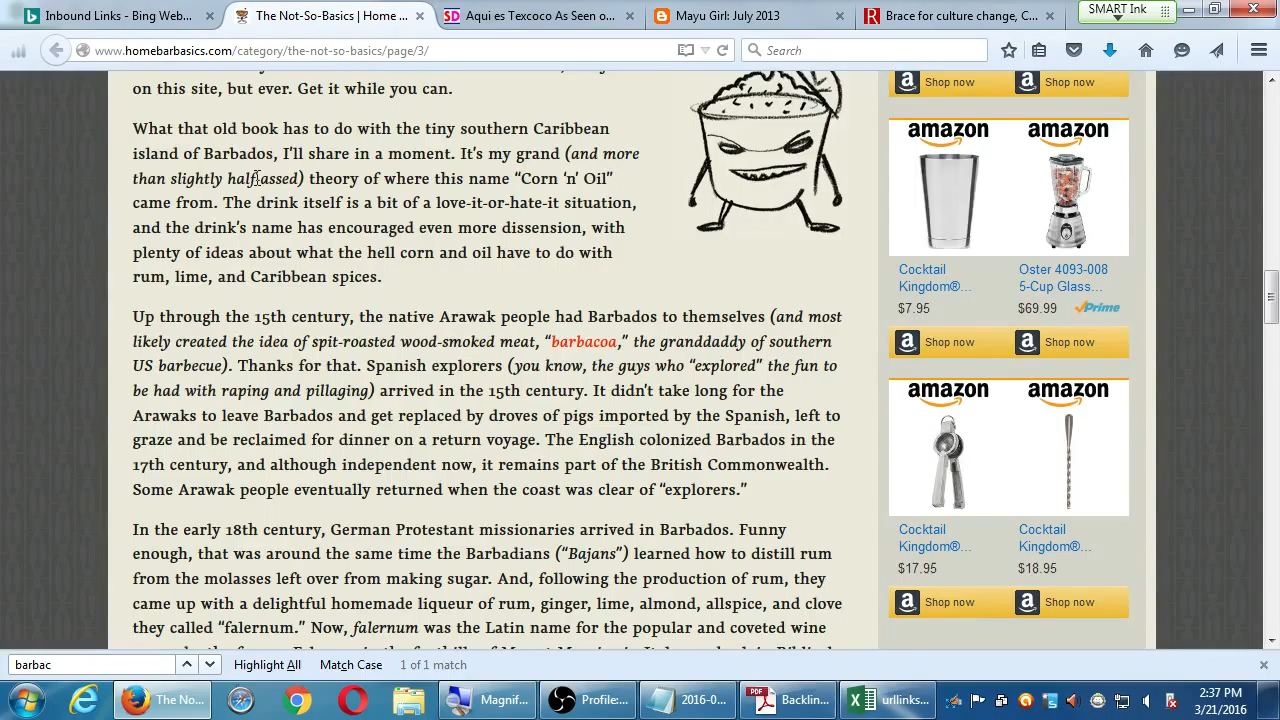 Inbound Links - Bing Web...
The Not-So-Basics | Home ...
Aqui es Texcoco As Seen o...
Mayu Girl: July 2013
Brace for culture change, C...
SMART Ink
www.homebarbasics.com/category/the-not-so-basics/page/3/
Search
on this site, but ever. Get it while you can.
What that old book has to do with the tiny southern Caribbean
island of Barbados, I'll share in a moment. It's my grand (and more
than slightly half-assed) theory of where this name “Corn ’n’ Oil”
came from. The drink itself is a bit of a love-it-or-hate-it situation,
and the drink's name has encouraged even more dissension, with
plenty of ideas about what the hell corn and oil have to do with
rum, lime, and Caribbean spices.
Up through the 15th century, the native Arawak people had Barbados to themselves (and most
likely created the idea of pit-roasted wood-smoked meat, “barbacoa,” the granddaddy of southern
US barbecue). Thanks for that. Spanish explorers (you know, the guys who “explored” the fun to
be had with raping and pillaging) arrived in the 15th century. It didn't take long for the
Arawaks to leave Barbados and get replaced by droves of pigs imported by the Spanish, left to
graze and be reclaimed for dinner on a return voyage. The English colonized Barbados in the
17th century, and although independent now, it remains part of the British Commonwealth.
Some Arawak people eventually returned when the coast was clear of “explorers.”
In the early 18th century, German Protestant missionaries arrived in Barbados. Funny
enough, that was around the same time the Barbadians (“Bajans”) learned how to distill rum
from the molasses left over from making sugar. And, following the production of rum, they
came up with a delightful homemade liqueur of rum, ginger, lime, almond, allspice, and clove
they called “falernum.” Now, falernum was the Latin name for the popular and coveted wine
Shop now
Shop now
amazon
amazon
Cocktail
Kingdom®...
$7.95
Oster 4093-008
5-Cup Glass...
$69.99 Prime
Shop now
Shop now
amazon
amazon
Cocktail
Kingdom®...
$17.95
Cocktail
Kingdom®...
$18.95
Shop now
Shop now
barbac
Highlight All
Match Case
1 of 1 match
The No...
Magnif...
Profile:...
2016-0...
PDF
Backlin...
urllinks...
2:37 PM
3/21/2016